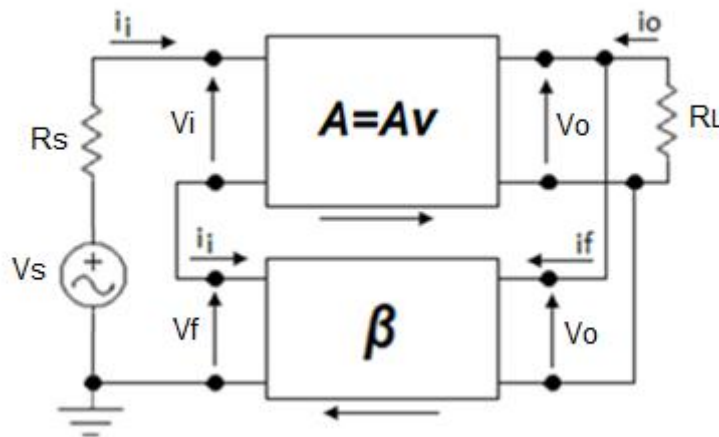 ii
io
A=Av
Vi
Vo
RL
Rs
ii
if
Vs
+
Vf
β
Vo